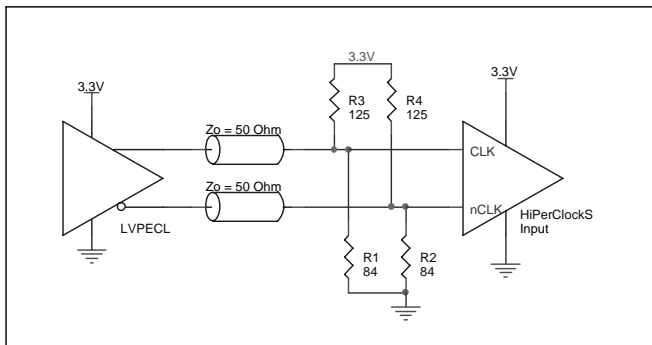 3.3V
3.3V
3.3V
R3
125
R4
125
Zo = 50 Ohm
CLK
Zo = 50 Ohm
nCLK
HiPerClockS
Input
LVPECL
R1
84
R2
84